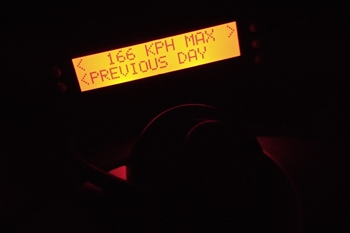 < 166 KPH MAX >
<PREVIOUS DAY